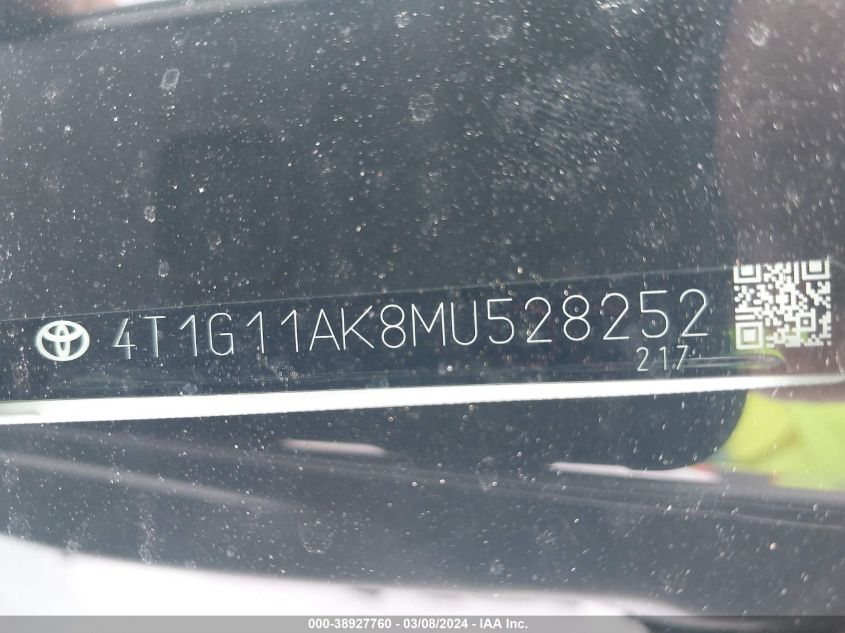 4T1G11AK8MU528252
217
000-38927760 — 03/08/2024 — IAA Inc.